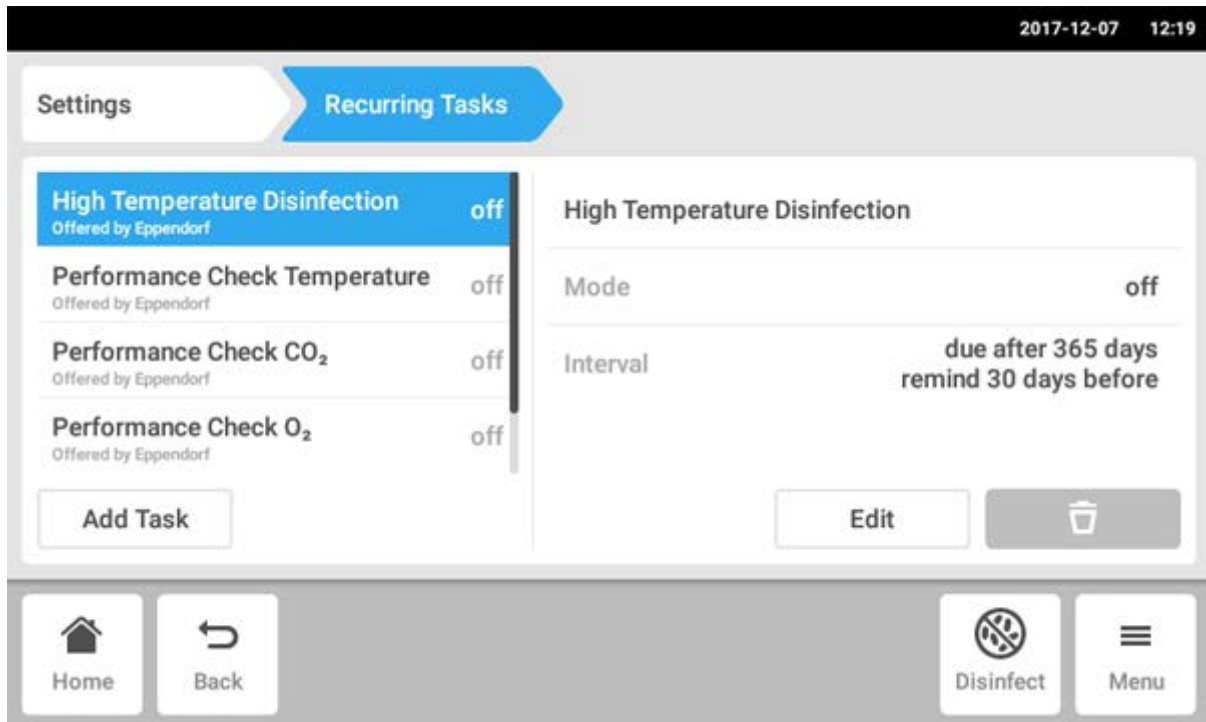 2017-12-07 12:19
Settings
Recurring Tasks
High Temperature Disinfection off
Offered by Eppendorf
Performance Check Temperature off
Offered by Eppendorf
Performance Check CO₂ off
Offered by Eppendorf
Performance Check O₂ off
Offered by Eppendorf
Add Task
High Temperature Disinfection
Mode off
Interval due after 365 days
remind 30 days before
Edit
Home
Back
Disinfect
Menu